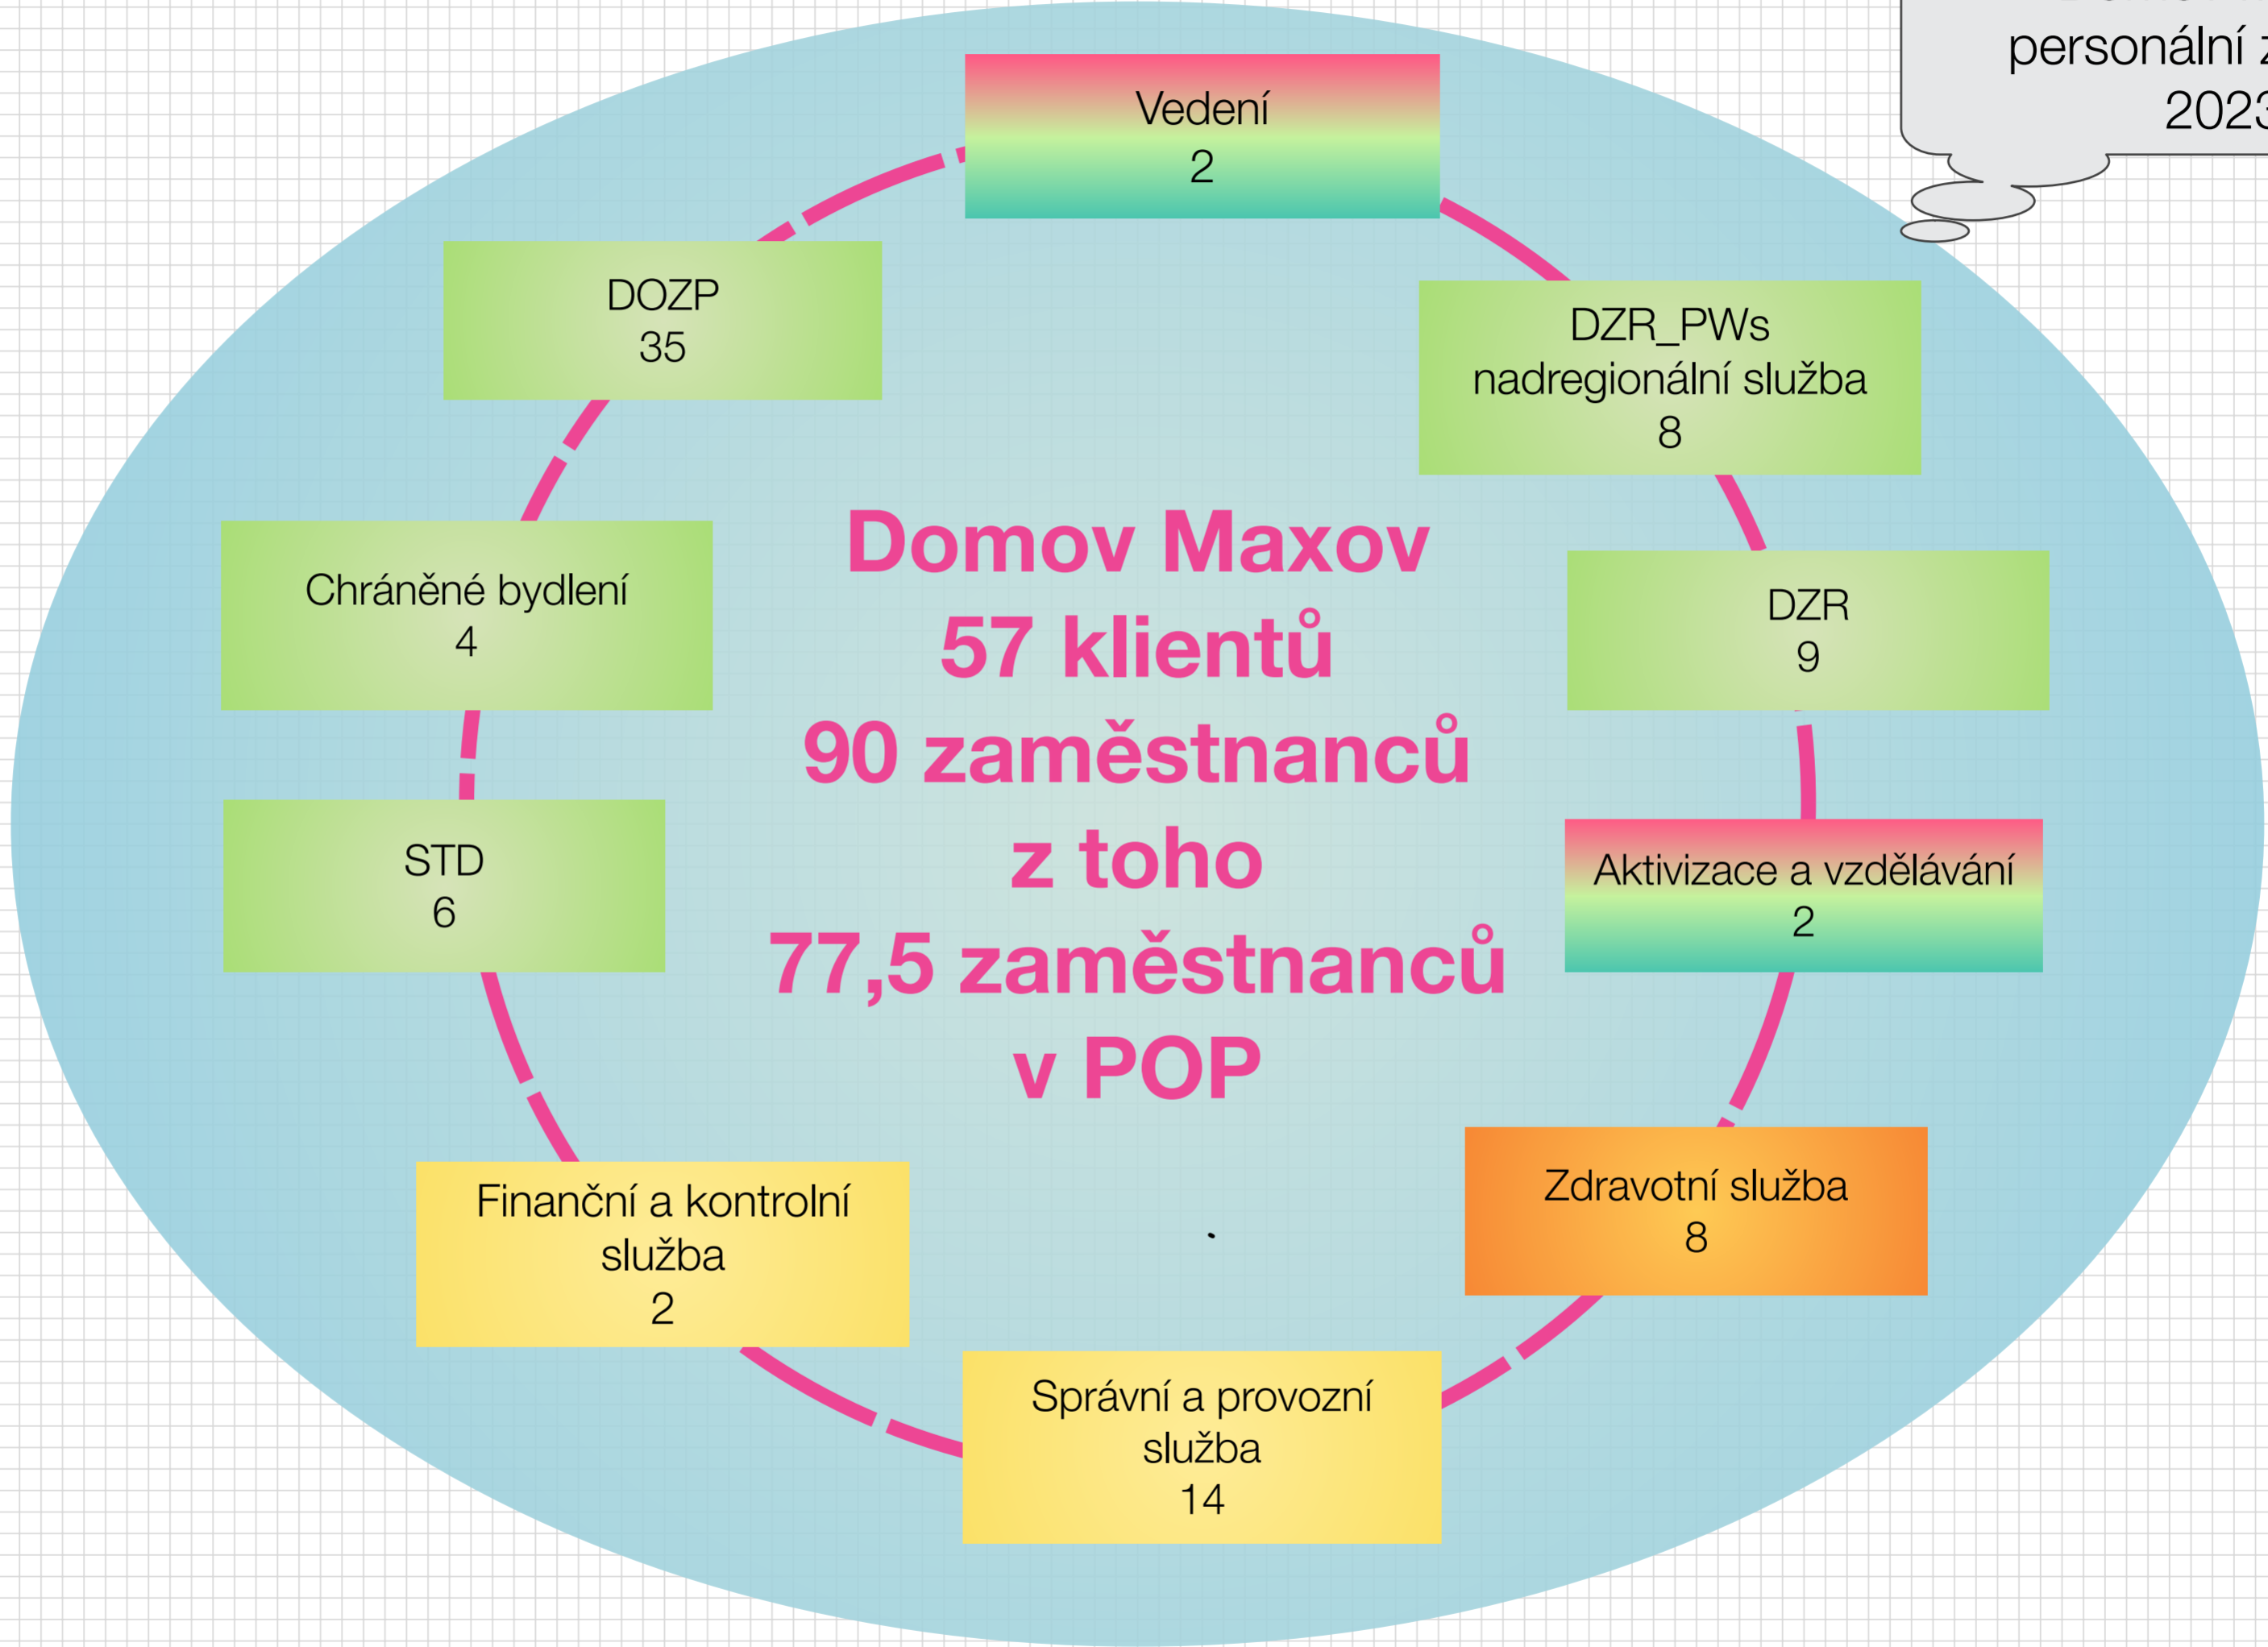 personální
2023
Vedení
2
DOZP
35
DZR_PWs
nadregionální služba
8
Chráněné bydlení
4
DZR
9
STD
6
Aktivizace a vzdělávání
2
Domov Maxov
57 klientů
90 zaměstnanců
z toho
77,5 zaměstnanců
v POP
Zdravotní služba
8
Finanční a kontrolní
služba
2
Správní a provozní
služba
14